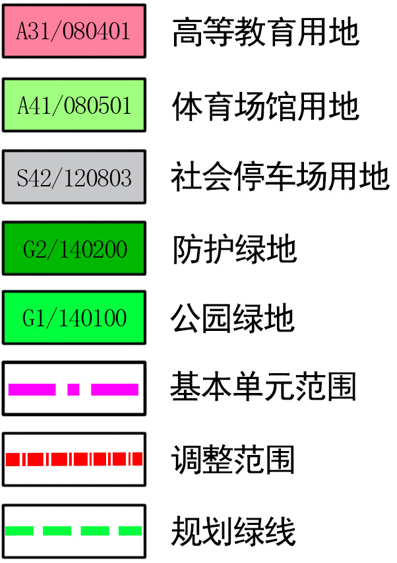 A31/080401 高等教育用地
A41/080501 体育场馆用地
S42/120803 社会停车场用地
G2/140200 防护绿地
G1/140100 公园绿地
基本单元范围
调整范围
规划绿线